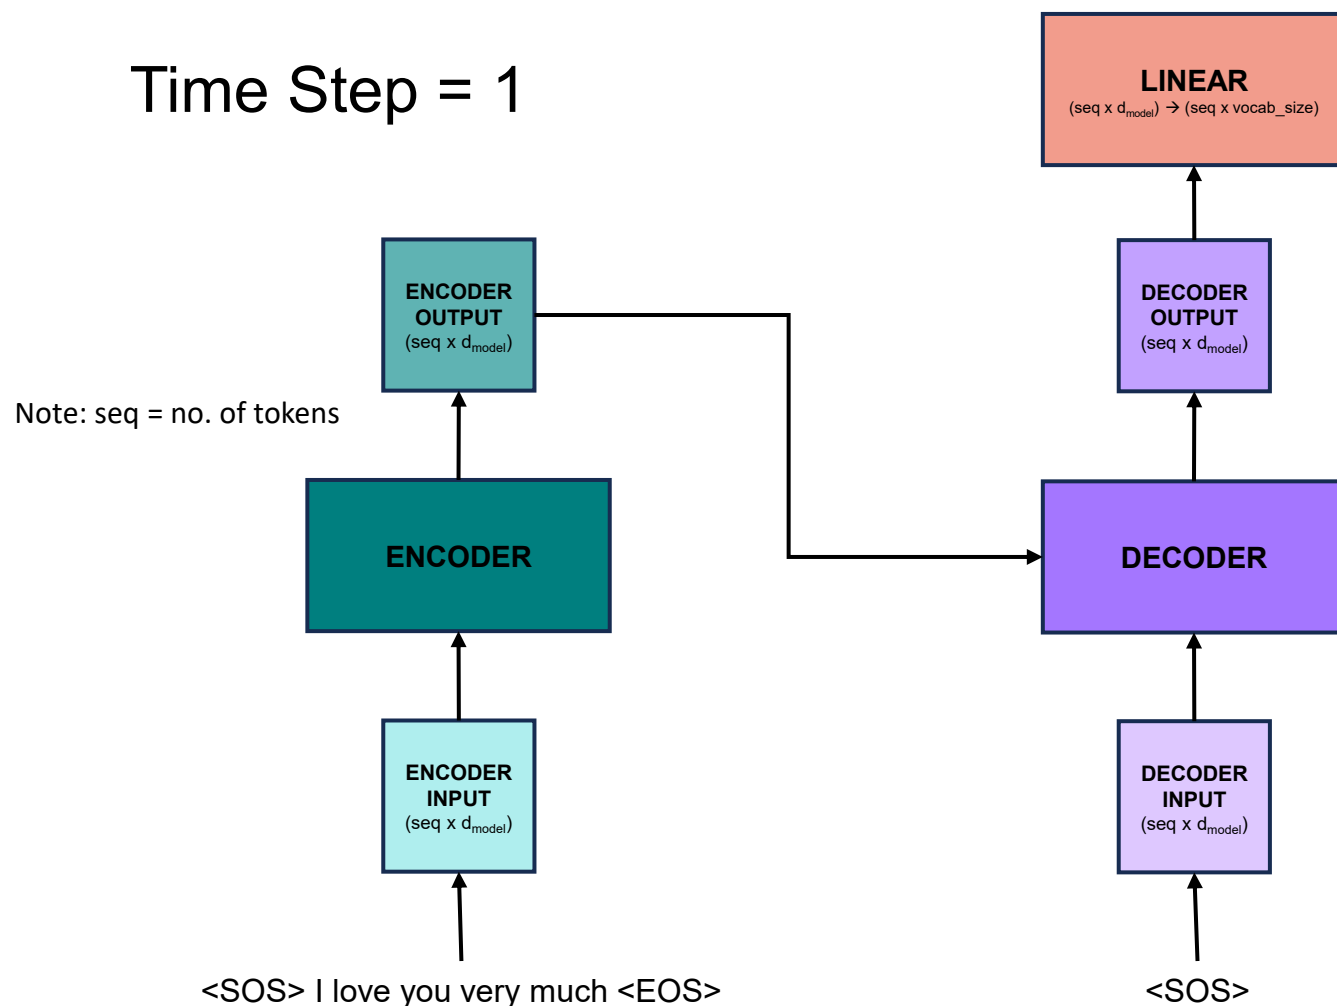 Time Step = 1
LINEAR
(seq x dmodel) → (seq x vocab_size)
ENCODER
OUTPUT
(seq x dmodel)
DECODER
OUTPUT
(seq x dmodel)
Note: seq = no. of tokens
ENCODER
DECODER
ENCODER
INPUT
(seq x dmodel)
DECODER
INPUT
(seq x dmodel)
<SOS> I love you very much <EOS>
<SOS>